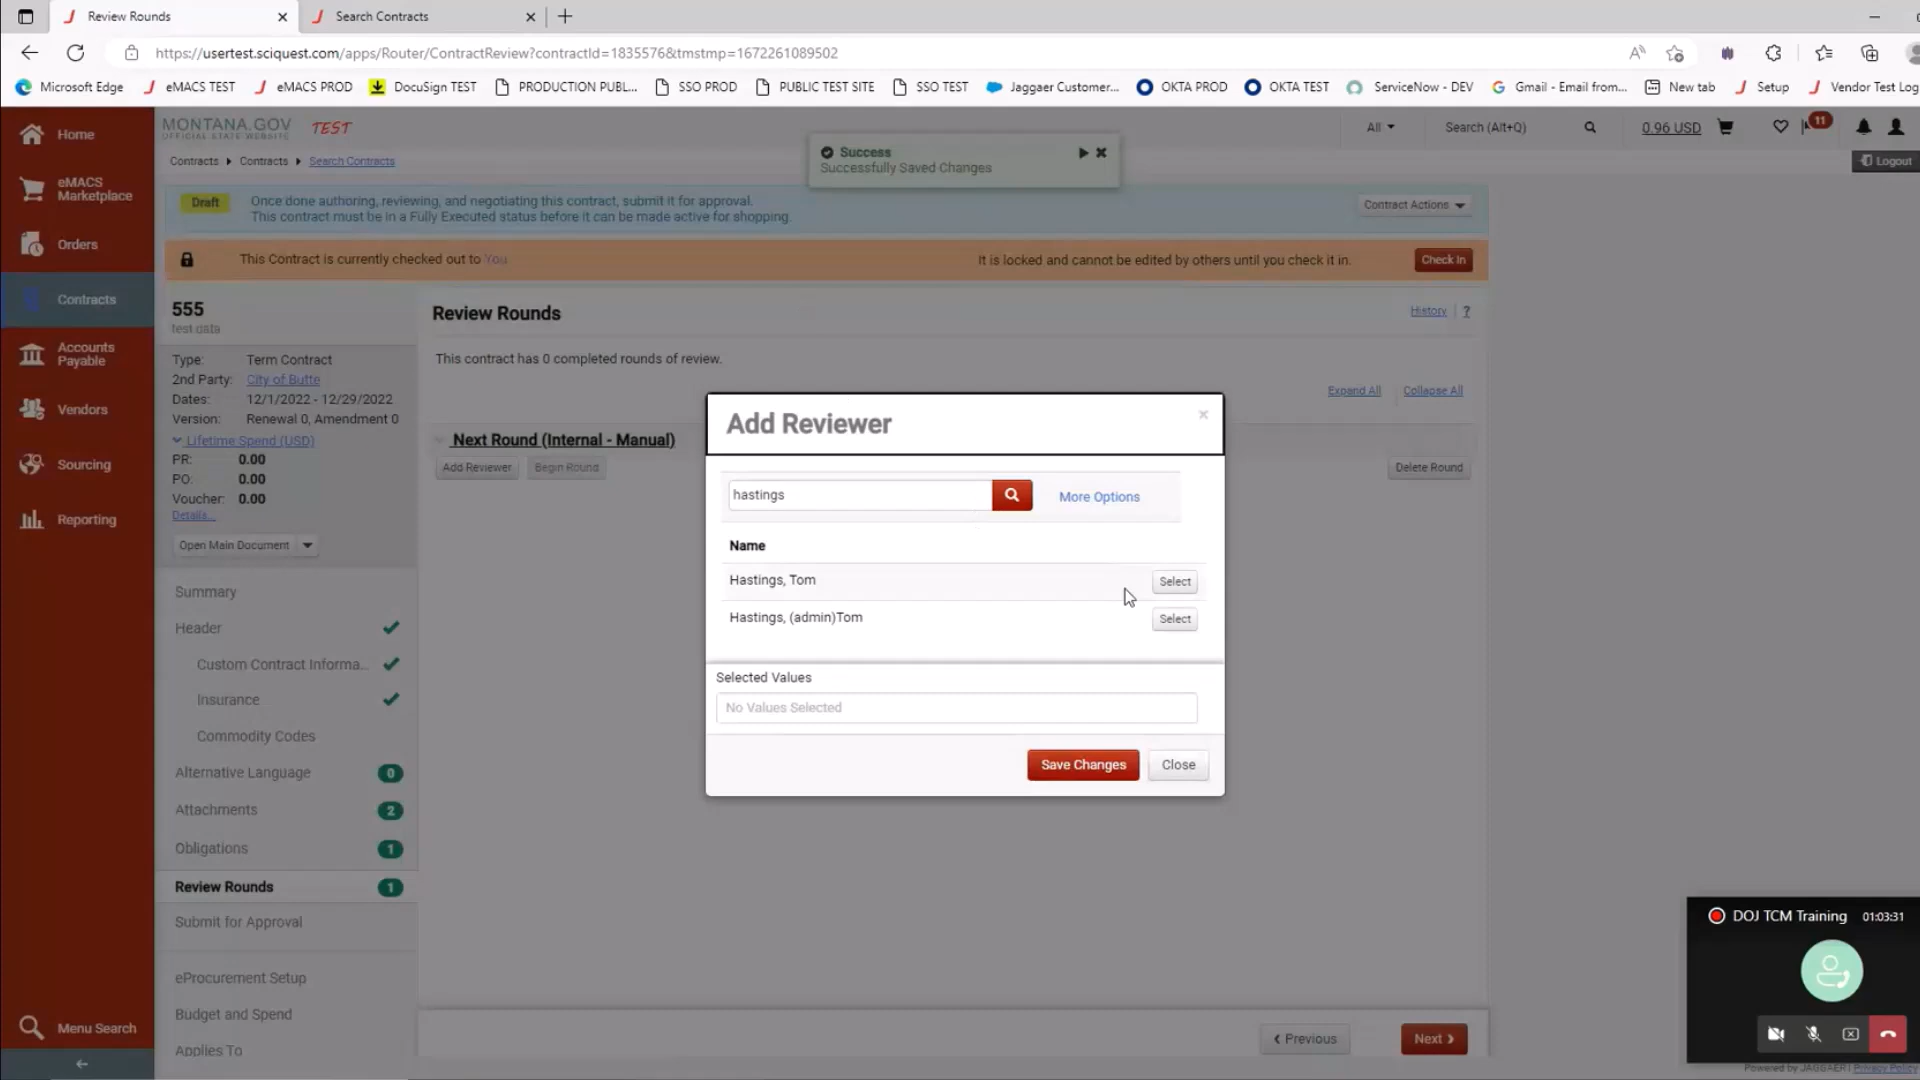 Review Rounds
Search Contracts
https://usertest.sciquest.com/apps/Router/ContractReview?contractId=1835576&tmstmp=1672261089502
Microsoft Edge
eMACS TEST
eMACS PROD
DocuSign TEST
PRODUCTION PUBL...
SSO PROD
PUBLIC TEST SITE
SSO TEST
Jaggaer Customer...
OKTA PROD
OKTA TEST
ServiceNow - DEV
Gmail - Email from...
New tab
Setup
Vendor Test Log
Home
MONTANA.GOV
OFFICIAL STATE WEBSITE
TEST
All
Search (Alt+Q)
0.96 USD
11
Logout
Contracts
Contracts
Search Contracts
Success
Successfully Saved Changes
Draft
Once done authoring, reviewing, and negotiating this contract, submit it for approval.
This contract must be in a Fully Executed status before it can be made active for shopping.
Contract Actions
This Contract is currently checked out to You
It is locked and cannot be edited by others until you check it in.
Check In
eMACS
Marketplace
Orders
Contracts
Accounts
Payable
Vendors
Sourcing
Reporting
Menu Search
555
test data
Type: Term Contract
2nd Party: City of Butte
Dates: 12/1/2022 - 12/29/2022
Version: Renewal 0, Amendment 0
Lifetime Spend (USD)
PR: 0.00
PO: 0.00
Voucher: 0.00
Details...
Open Main Document
Summary
Header
Custom Contract Informa...
Insurance
Commodity Codes
Alternative Language 0
Attachments 2
Obligations 1
Review Rounds 1
Submit for Approval
eProcurement Setup
Budget and Spend
Applies To
Review Rounds
History
?
This contract has 0 completed rounds of review.
Expand All
Collapse All
Next Round (Internal - Manual)
Add Reviewer
Begin Round
Delete Round
Add Reviewer
×
hastings
More Options
Name
Hastings, Tom
Select
Hastings, (admin)Tom
Select
Selected Values
No Values Selected
Save Changes
Close
Previous
Next
DOJ TCM Training
01:03:31
Powered by JAGGAER | Privacy Policy